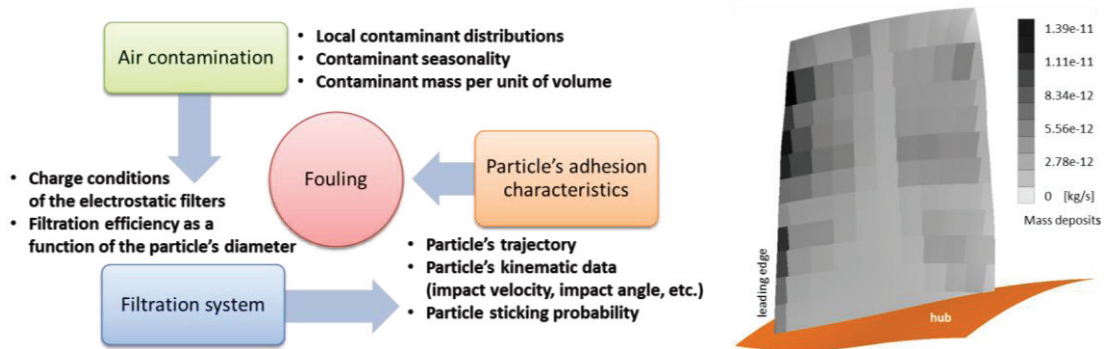 Air contamination
• Local contaminant distributions
• Contaminant seasonality
• Contaminant mass per unit of volume
Fouling
Particle's adhesion
characteristics
• Charge conditions
of the electrostatic filters
• Filtration efficiency as a
function of the particle's diameter
Filtration system
• Particle's trajectory
• Particle's kinematic data
(impact velocity, impact angle, etc.)
• Particle sticking probability
1.39e-11
1.11e-11
8.34e-12
5.56e-12
2.78e-12
0 [kg/s]
Mass deposits
leading edge
hub